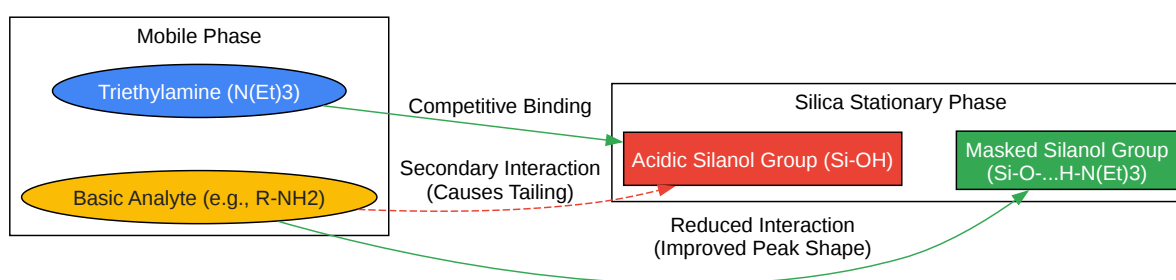 Mobile Phase
Triethylamine (N(Et)3)
Basic Analyte (e.g., R-NH2)
Competitive Binding
Secondary Interaction
(Causes Tailing)
Reduced Interaction
(Improved Peak Shape)
Silica Stationary Phase
Acidic Silanol Group (Si-OH)
Masked Silanol Group
(Si-O-...H-N(Et)3)